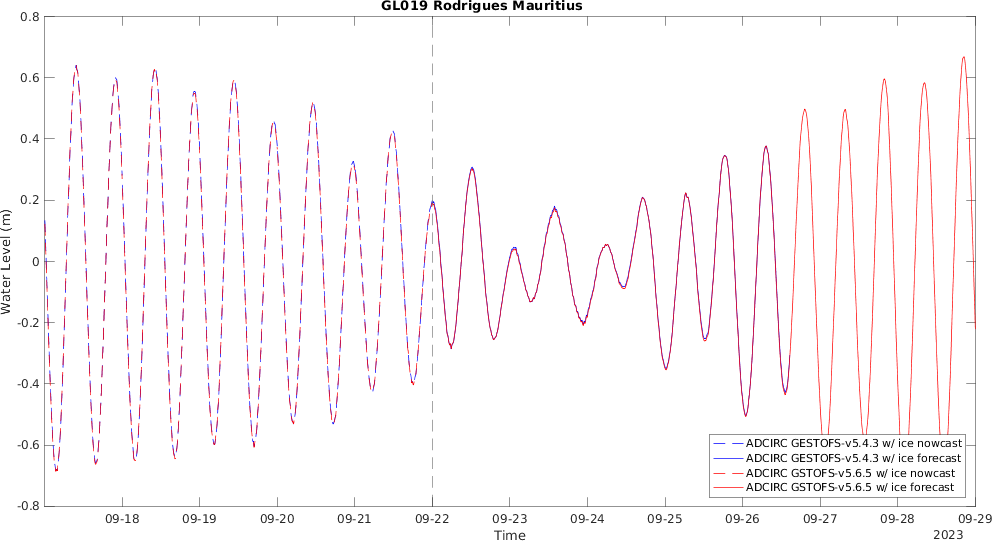 GL019 Rodrigues Mauritius
0.8
0.6
0.4
0.2
0
-0.2
-0.4
-0.6
-0.8
Water Level (m)
09-18 09-19 09-20 09-21 09-22 09-23 09-24 09-25 09-26 09-27 09-28 09-29
Time
2023
ADCIRC GESTOFS-v5.4.3 w/ ice nowcast
ADCIRC GESTOFS-v5.4.3 w/ ice forecast
ADCIRC GSTOFS-v5.6.5 w/ ice nowcast
ADCIRC GSTOFS-v5.6.5 w/ ice forecast